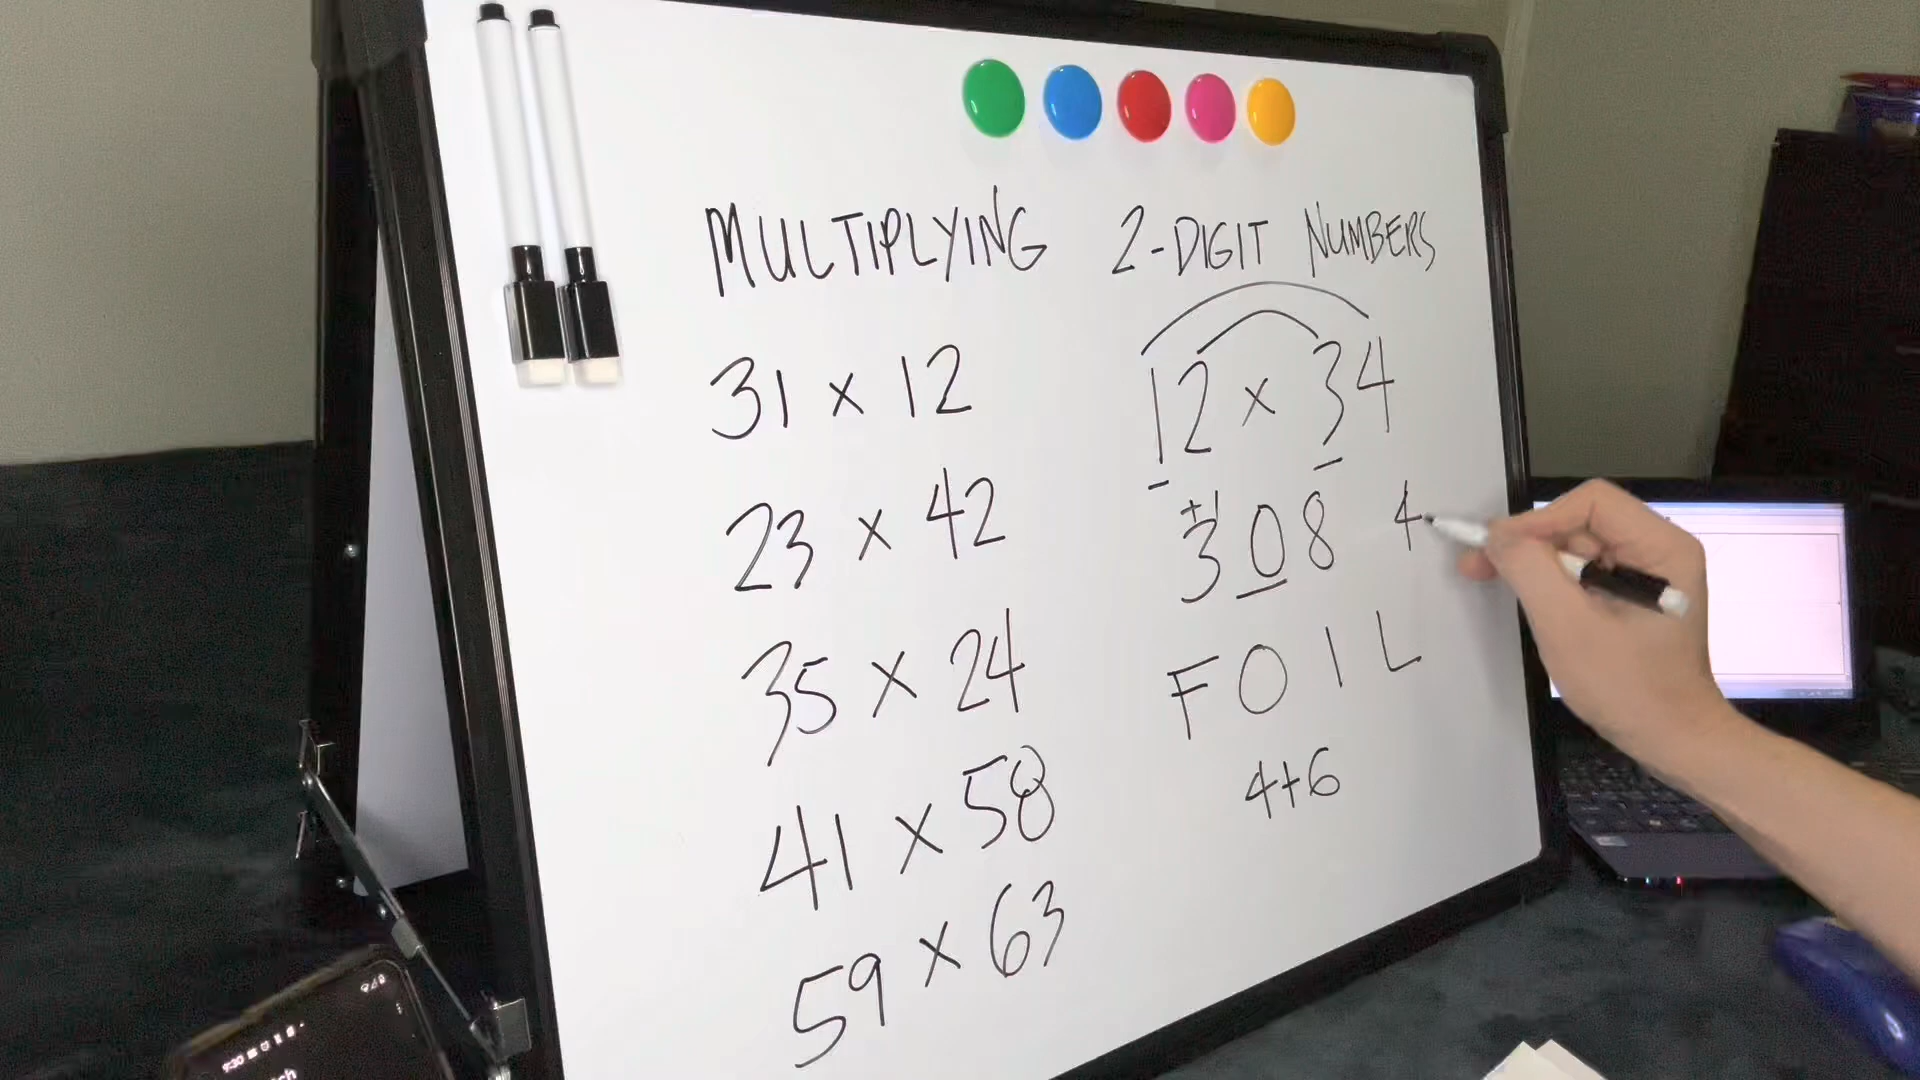 MULTIPLYING 2-DIGIT NUMBERS
31 x 12
23 x 42
35 x 24
41 x 58
59 x 63
12 x 34
+1
308 4
FOIL
4+6